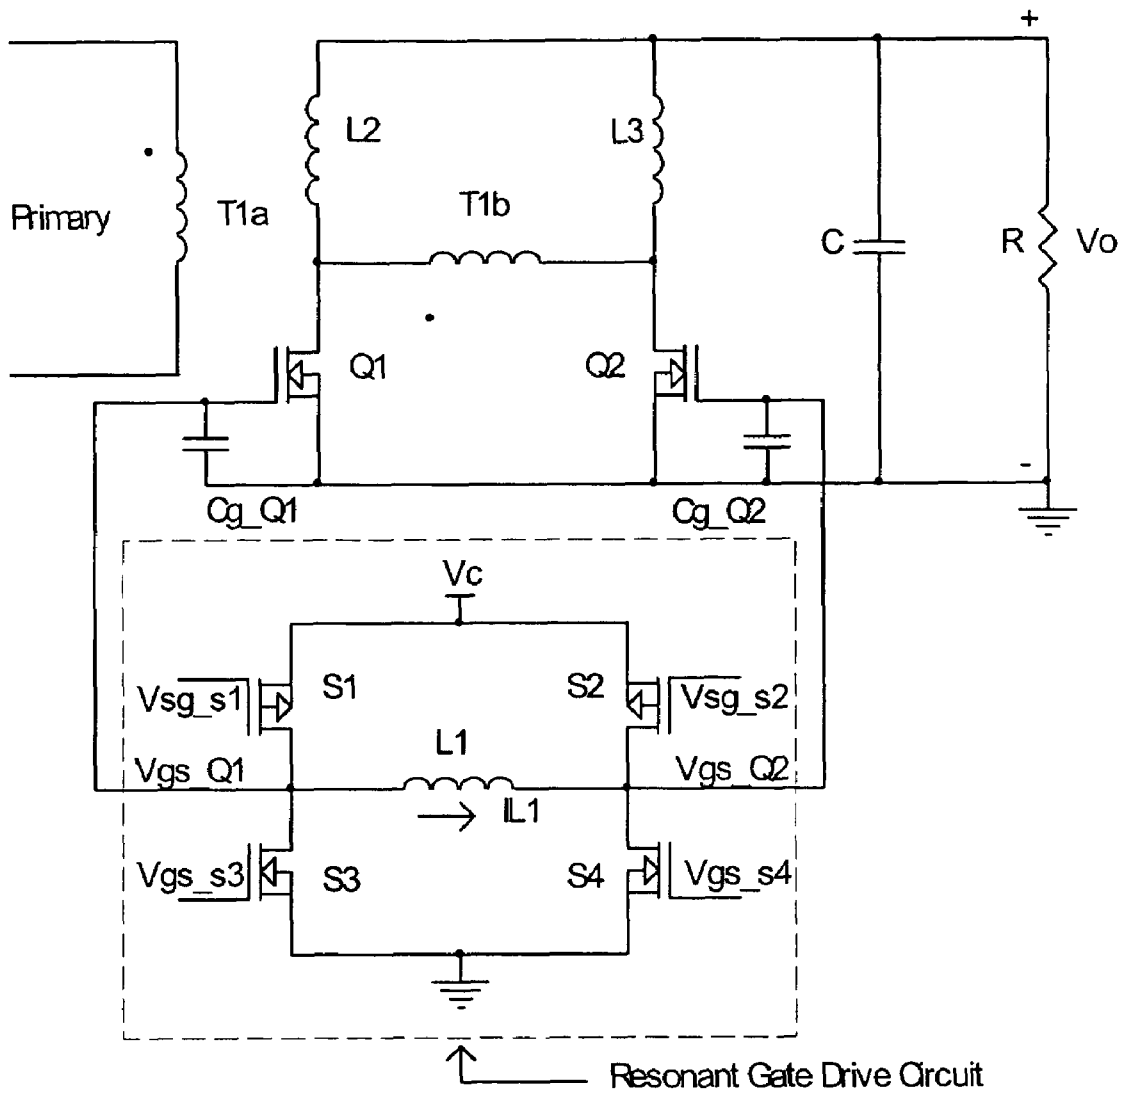 +
L2
L3
T1b
Primary
T1a
C
R
Vo
Q1
Q2
-
Cg_Q1
Cg_Q2
Vc
S1
S2
Vsg_s1
Vsg_s2
L1
Vgs_Q1
Vgs_Q2
IL1
Vgs_s3
S3
S4
Vgs_s4
Resonant Gate Drive Circuit